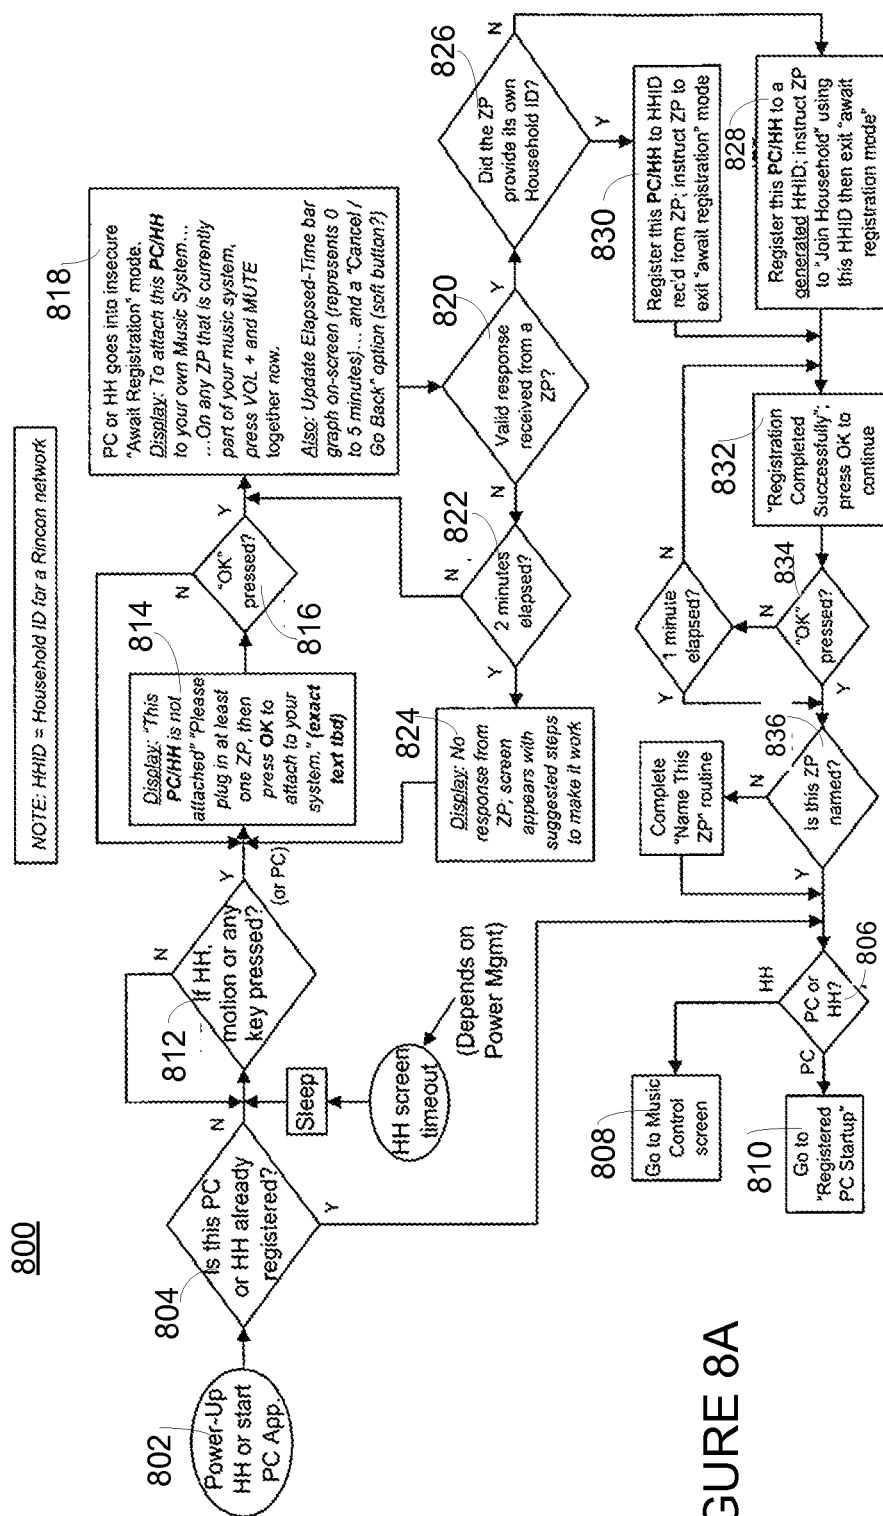 800
NOTE: HHID = Household ID for a Rincon network
802
Power-Up
HH or start
PC App.
804
Is this PC
or HH already
registered?
N
Y
Sleep
HH screen
timeout
(Depends on
Power Mgmt)
812
If HH,
motion or any
key pressed?
N
Y
(or PC)
814
Display: "This
PC/HH is not
attached" "Please
plug in at least
one ZP, then
press OK to
attach to your
system." (exact
text tbd)
816
"OK"
pressed?
N
Y
818
PC or HH goes into insecure
"Await Registration" mode.
Display: To attach this PC/HH
to your own Music System...
...On any ZP that is currently
part of your music system,
press VOL + and MUTE
together now.
Also: Update Elapsed-Time bar
graph on-screen (represents 0
to 5 minutes)... and a "Cancel /
Go Back" option (soft button?)
820
Valid response
received from a
ZP?
Y
N
822
2 minutes
elapsed?
N
Y
824
Display: No
response from
ZP, screen
appears with
suggested steps
to make it work
826
Did the ZP
provide its own
Household ID?
N
Y
830
Register this PC/HH to HHID
rec'd from ZP; instruct ZP to
exit "await registration" mode
828
Register this PC/HH to a
generated HHID; instruct ZP
to "Join Household" using
this HHID then exit "await
registration mode"
832
"Registration
Completed
Successfully";
press OK to
continue
834
"OK"
pressed?
N
Y
1 minute
elapsed?
N
Y
836
Is this ZP
named?
N
Y
Complete
"Name This
ZP" routine
806
PC or
HH?
HH
PC
808
Go to Music
Control
screen
810
Go to
"Registered
PC Startup"
GURE 8A